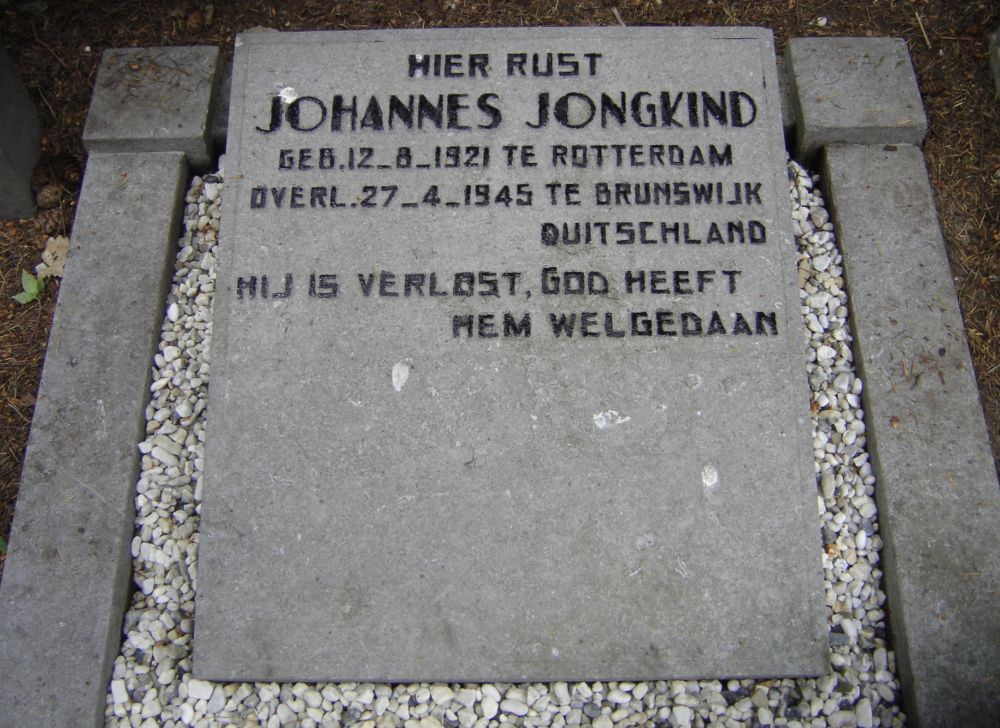 HIER RUST
JOHANNES JONGKIND
GEB.12_8_1921 TE ROTTERDAM
OVERL.27_4_1945 TE BRUNSWIJK
DUITSCHLAND
HIJ IS VERLOST, GOD HEEFT
HEM WELGEDAAN